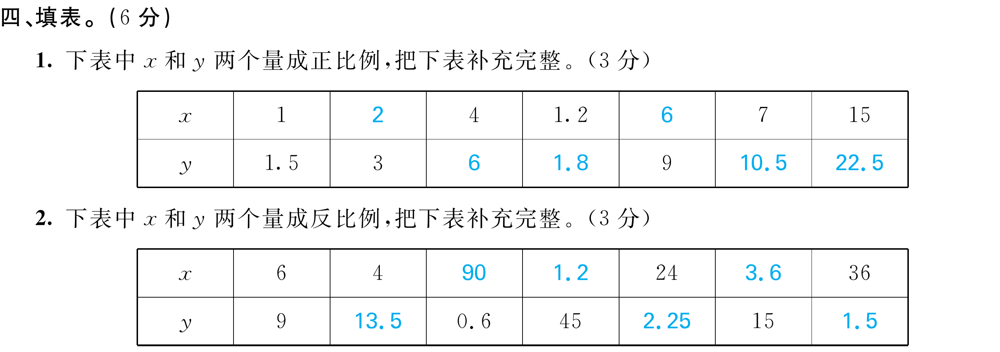 四、填表。(6 分)
1. 下表中 x 和 y 两个量成正比例,把下表补充完整。(3 分)
x 1 2 4 1.2 6 7 15
y 1.5 3 6 1.8 9 10.5 22.5
2. 下表中 x 和 y 两个量成反比例,把下表补充完整。(3 分)
x 6 4 90 1.2 24 3.6 36
y 9 13.5 0.6 45 2.25 15 1.5